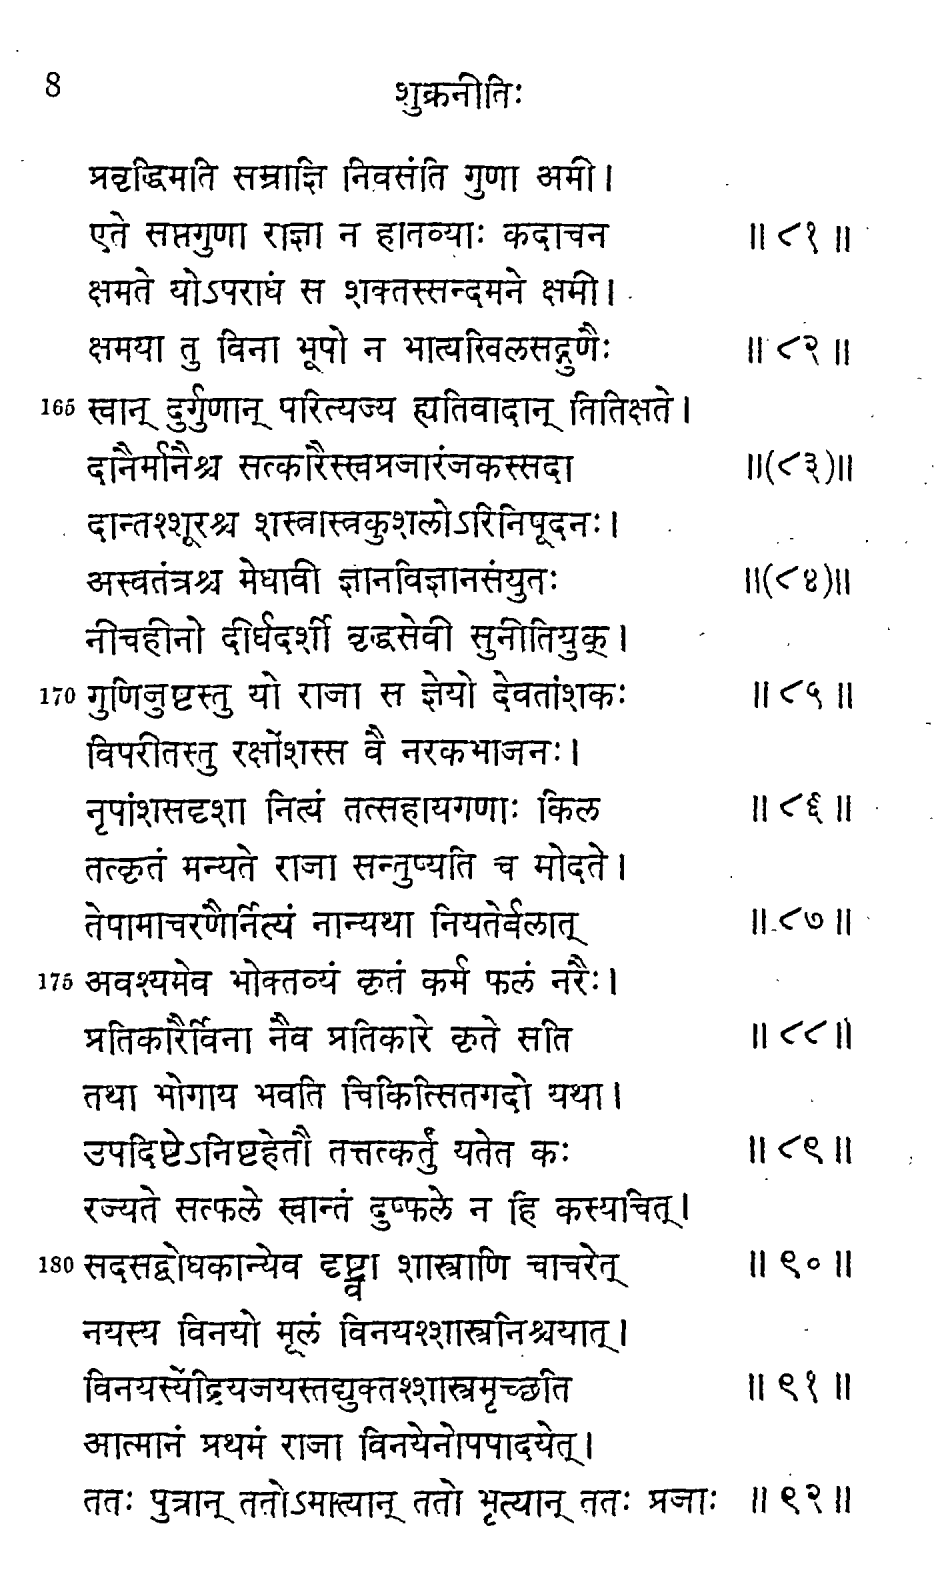 8
शुक्रनीतिः
प्रवृद्धिमति सम्राज्ञि निवसंति गुणा अमी।
एते सप्तगुणा राज्ञा न हातव्याः कदाचन ॥ ८१ ॥
क्षमते योऽपराधं स शक्तस्सन्दमने क्षमी।
क्षमया तु विना भूपो न भात्यखिलसद्गुणैः ॥ ८२ ॥
165 स्वान् दुर्गुणान् परित्यज्य ह्यतिवादान् तितिक्षते।
दानैर्मानैश्च सत्कारैस्स्वप्रजारंजकस्सदा ॥(८३)॥
दान्तश्शूरश्च शस्त्रास्त्रकुशलोऽरिनिषूदनः।
अस्वतंत्रश्च मेधावी ज्ञानविज्ञानसंयुतः ॥(८४)॥
नीचहीनो दीर्घदर्शी वृद्धसेवी सुनीतियुक्।
170 गुणिजुष्टस्तु यो राजा स ज्ञेयो देवतांशकः ॥ ८५ ॥
विपरीतस्तु रक्षोंशस्स वै नरकभाजनः।
नृपांशसदृशा नित्यं तत्सहायगणाः किल ॥ ८६ ॥
तत्कृतं मन्यते राजा सन्तुष्यति च मोदते।
तेषामाचरणैर्नित्यं नान्यथा नियतेर्बलात् ॥ ८७ ॥
175 अवश्यमेव भोक्तव्यं कृतं कर्म फलं नरैः।
प्रतिकारैर्विना नैव प्रतिकारे कृते सति ॥ ८८ ॥
तथा भोगाय भवति चिकित्सितगदो यथा।
उपदिष्टेऽनिष्टहेतौ तत्तत्कर्तुं यतेत कः ॥ ८९ ॥
रज्यते सत्फले स्वान्तं दुष्फले न हि कस्यचित्।
180 सदसद्बोधकान्येव दृष्ट्वा शास्त्राणि चाचरेत् ॥ ९० ॥
नयस्य विनयो मूलं विनयश्शास्त्रनिश्चयात्।
विनयस्येंद्रियजयस्तद्युक्तश्शास्त्रमृच्छति ॥ ९१ ॥
आत्मानं प्रथमं राजा विनयेनोपपादयेत्।
ततः पुत्रान् ततोऽमात्यान् ततो भृत्यान् ततः प्रजाः ॥ ९२ ॥